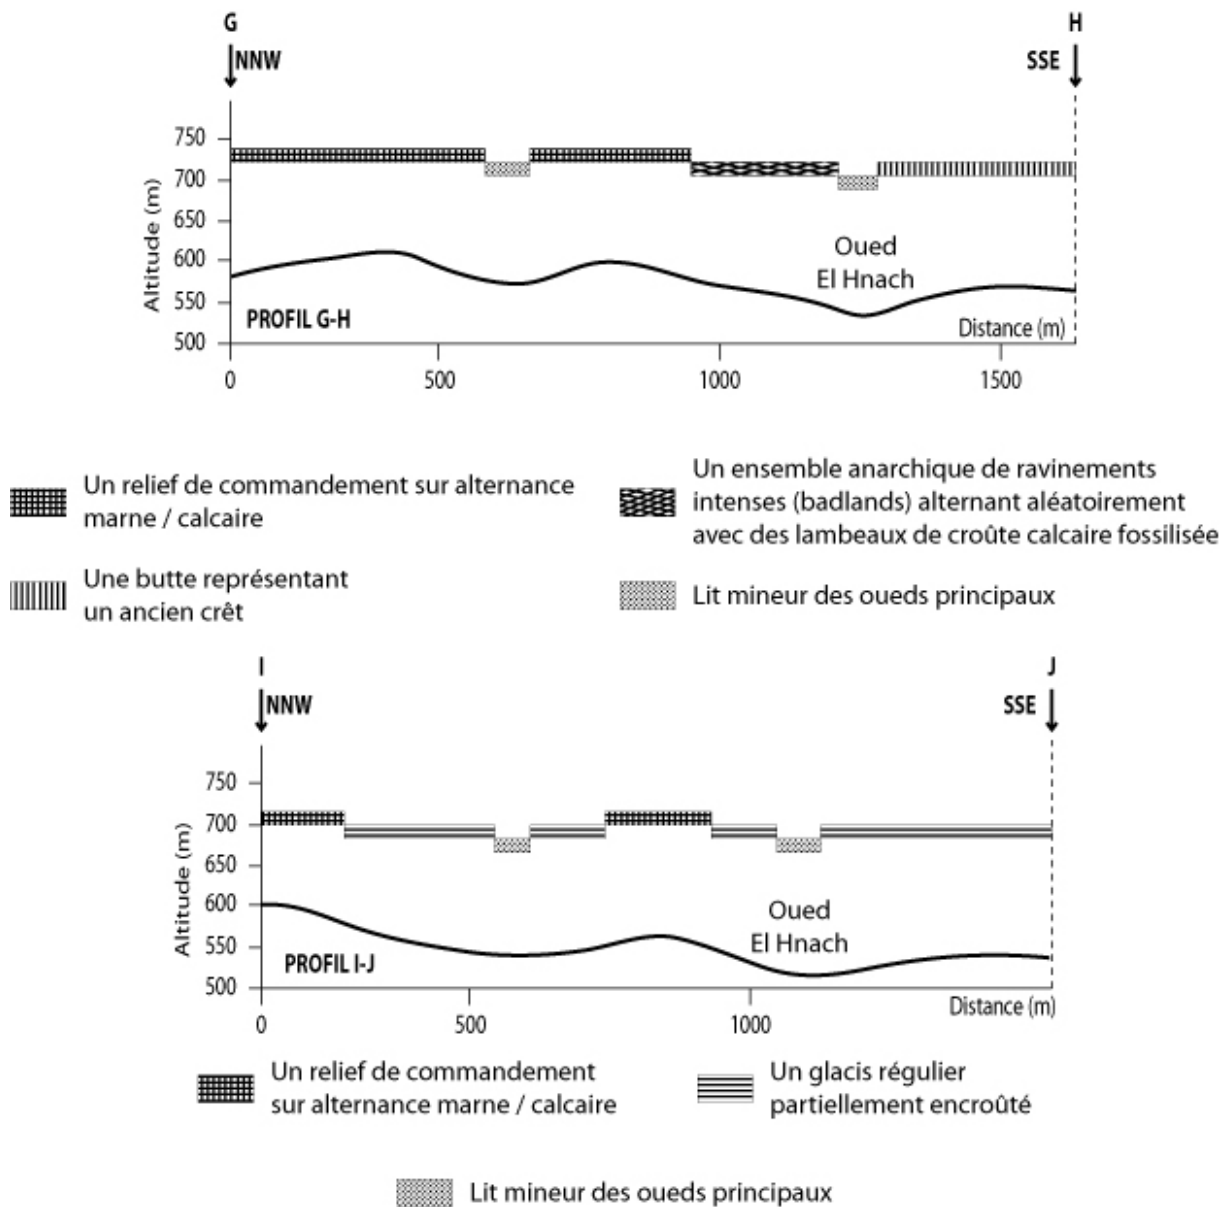 G
H
NNW
SSE
750
700
650
600
550
500
Altitude (m)
Oued
El Hnach
PROFIL G-H
Distance (m)
0
500
1000
1500
Un relief de commandement sur alternance
marne / calcaire
Un ensemble anarchique de ravinements
intenses (badlands) alternant aléatoirement
avec des lambeaux de croûte calcaire fossilisée
Une butte représentant
un ancien crêt
Lit mineur des oueds principaux
I
J
NNW
SSE
750
700
650
600
550
500
Altitude (m)
Oued
El Hnach
PROFIL I-J
Distance (m)
0
500
1000
Un relief de commandement
sur alternance marne / calcaire
Un glacis régulier
partiellement encroûté
Lit mineur des oueds principaux